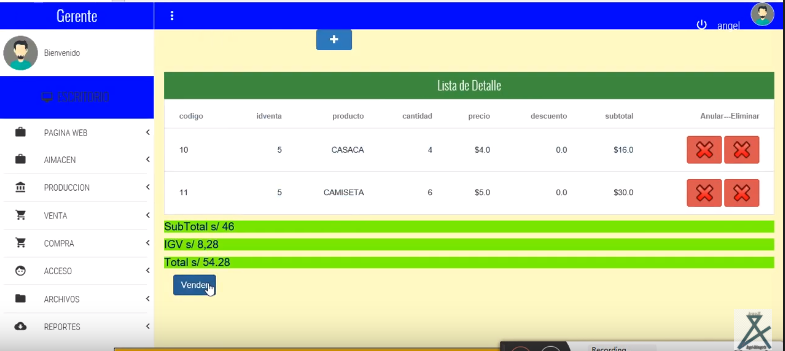 Gerente
angel
Bienvenido
ESCRITORIO
+
Lista de Detalle
codigo idventa producto cantidad precio descuento subtotal Anular---Eliminar
10 5 CASACA 4 $4.0 0.0 $16.0
11 5 CAMISETA 6 $5.0 0.0 $30.0
PAGINA WEB
AlMACEN
PRODUCCION
VENTA
COMPRA
ACCESO
ARCHIVOS
REPORTES
SubTotal s/ 46
IGV s/ 8,28
Total s/ 54.28
Vender
Recording